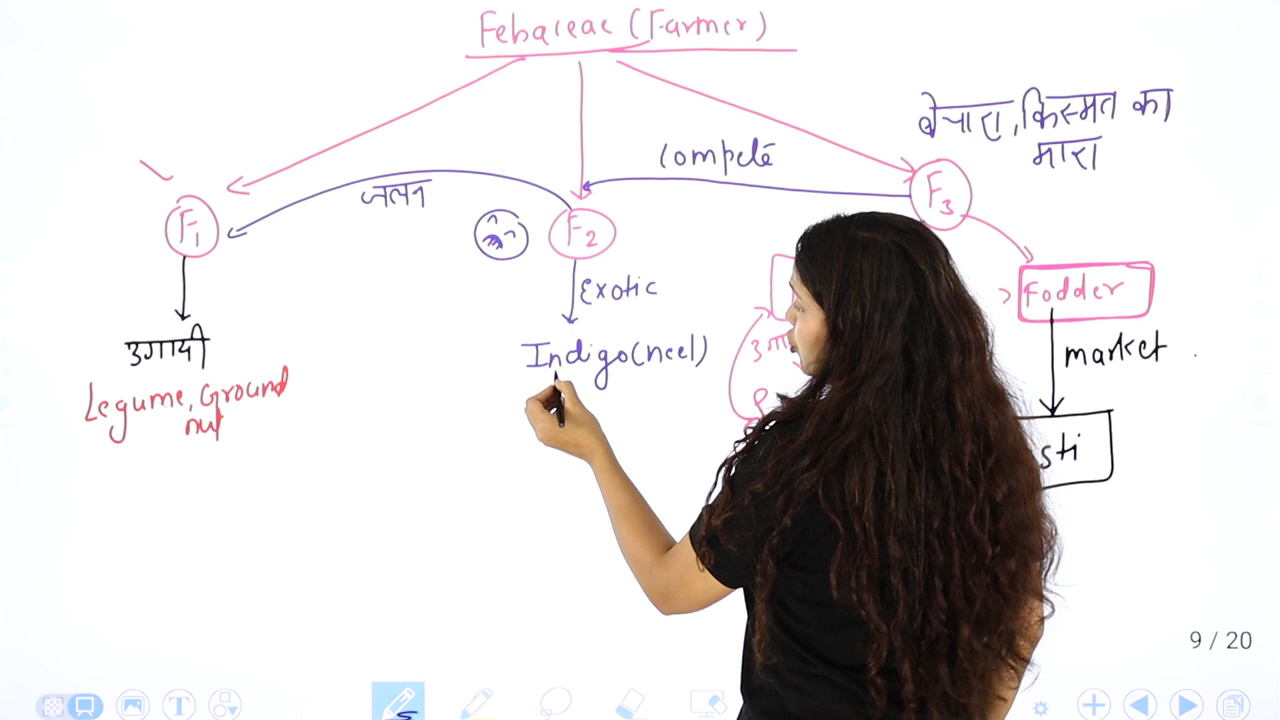 Febaceae (Farmer)
बेचारा, किस्मत का
मारा
compete
जलन
F1
F2
F3
Exotic
Fodder
उगायी
Indigo(neel)
market
Legume, Ground
nut
sti
9 / 20
T